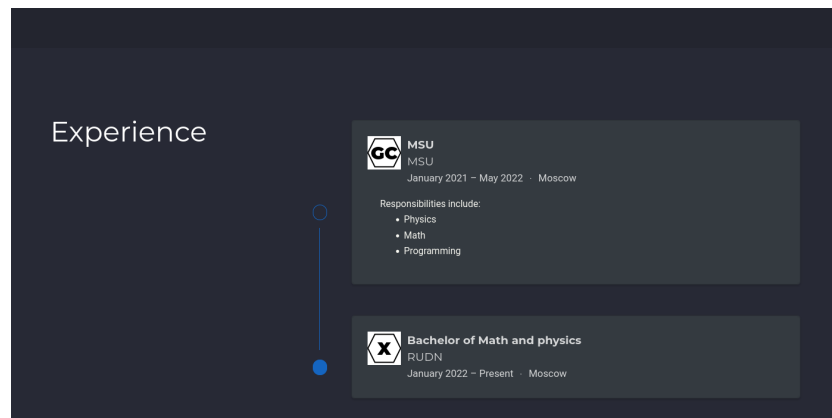 Experience
GC
MSU
MSU
January 2021 – May 2022 · Moscow
Responsibilities include:
• Physics
• Math
• Programming
X
Bachelor of Math and physics
RUDN
January 2022 – Present · Moscow